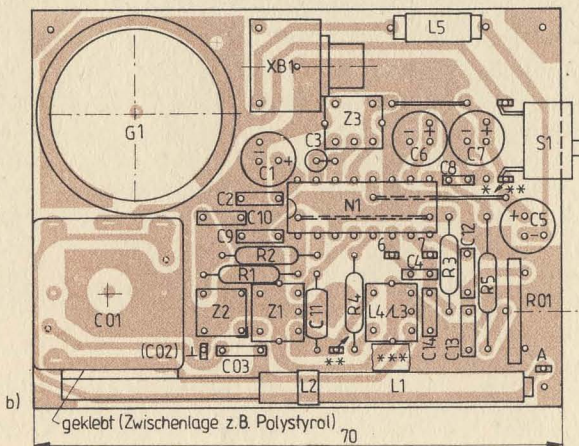 L5
XB1
Z3
G1
S1
C3
C6
C7
C1
C8
** **
C2
N1
C10
C5
C9
6
7
C12
R2
C4
R3
R1
R5
C01
Z2
Z1
C11
R4
L4/L3
C14
C13
R01
(C02)
C03
**
***
A
L2
L1
b)
geklebt (Zwischenlage z.B. Polystyrol)
70